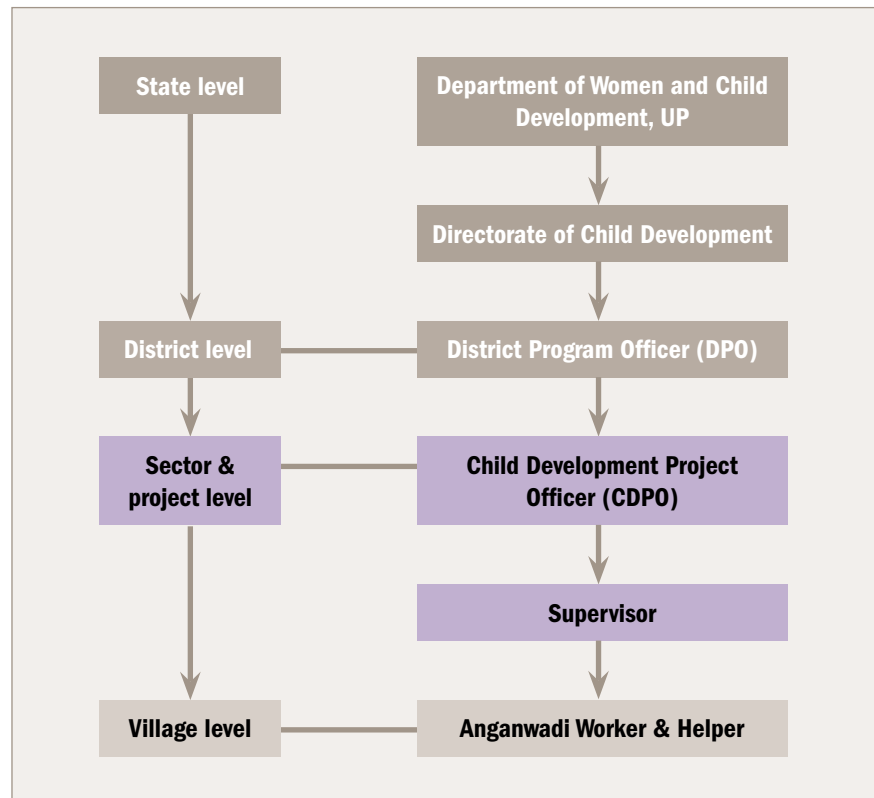 State level
Department of Women and Child
Development, UP
Directorate of Child Development
District level
District Program Officer (DPO)
Sector &
project level
Child Development Project
Officer (CDPO)
Supervisor
Village level
Anganwadi Worker & Helper